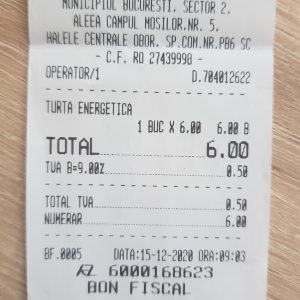 MUNICIPIUL BUCURESTI. SECTOR 2.
ALEEA CAMPUL MOSILOR.NR. 5,
HALELE CENTRALE OBOR. SP.COM.NR.PB6 SC
- C.F. RO 27439998 -
OPERATOR/1 D.704012622
TURTA ENERGETICA
1 BUC X 6.00 6.00 B
TOTAL 6.00
TVA B=9.00% 0.50
TOTAL TVA 0.50
NUMERAR 6.00
BF.0005 DATA:15-12-2020 ORA:09:03
6000168623
BON FISCAL